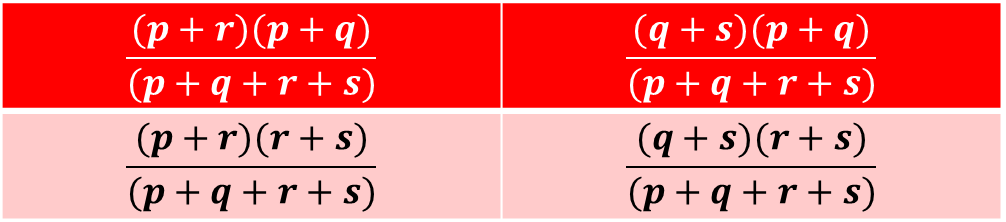 (p + r)(p + q)
(p + q + r + s)
(q + s)(p + q)
(p + q + r + s)
(p + r)(r + s)
(p + q + r + s)
(q + s)(r + s)
(p + q + r + s)